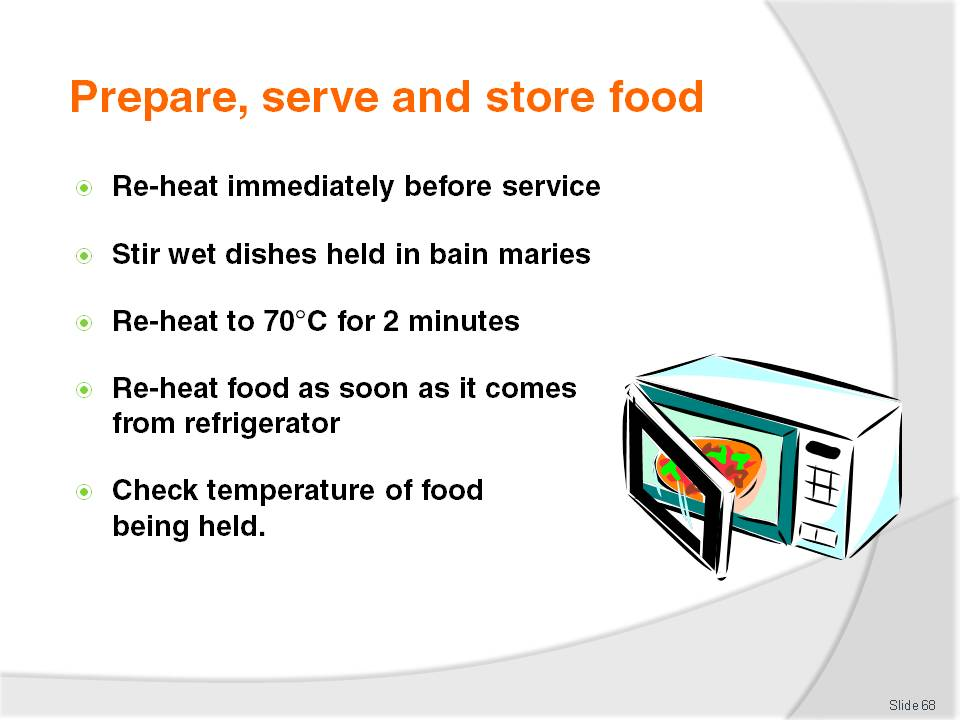 Prepare, serve and store food
Re-heat immediately before service
Stir wet dishes held in bain maries
Re-heat to 70°C for 2 minutes
Re-heat food as soon as it comes
from refrigerator
Check temperature of food
being held.
Slide 68